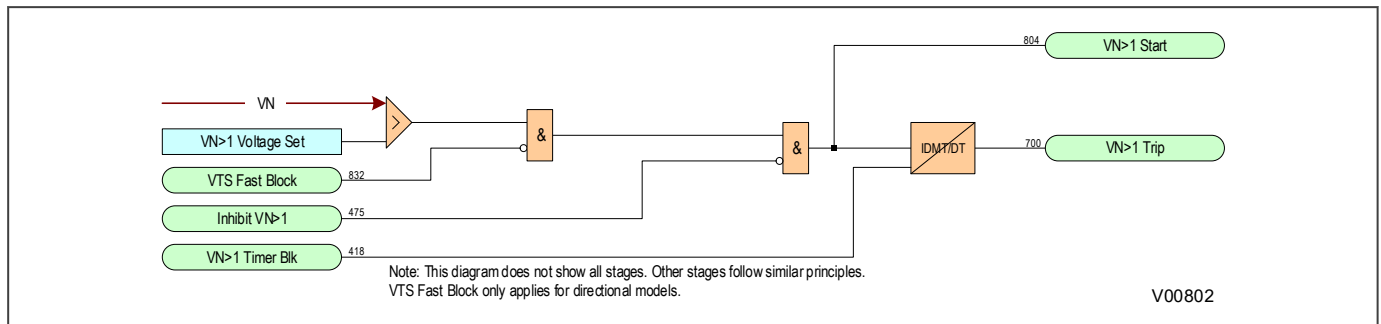 804
VN>1 Start
VN
>
VN>1 Voltage Set
&
&
IDMT/DT
700
VN>1 Trip
VTS Fast Block
832
Inhibit VN>1
475
VN>1 Timer Blk
418
Note: This diagram does not show all stages. Other stages follow similar principles.
VTS Fast Block only applies for directional models.
V00802